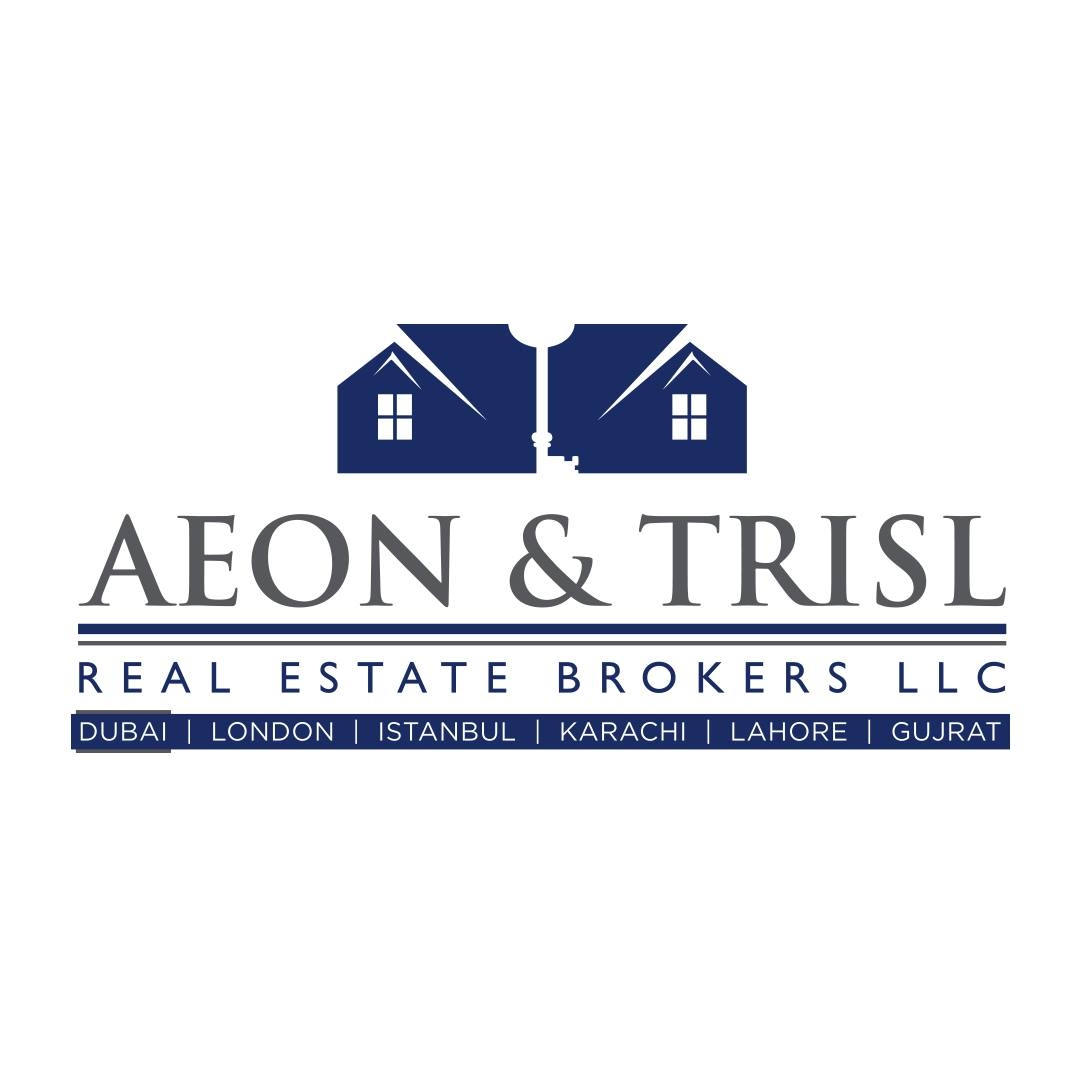 AEON & TRISL
REAL ESTATE BROKERS LLC
DUBAI | LONDON | ISTANBUL | KARACHI | LAHORE | GUJRAT